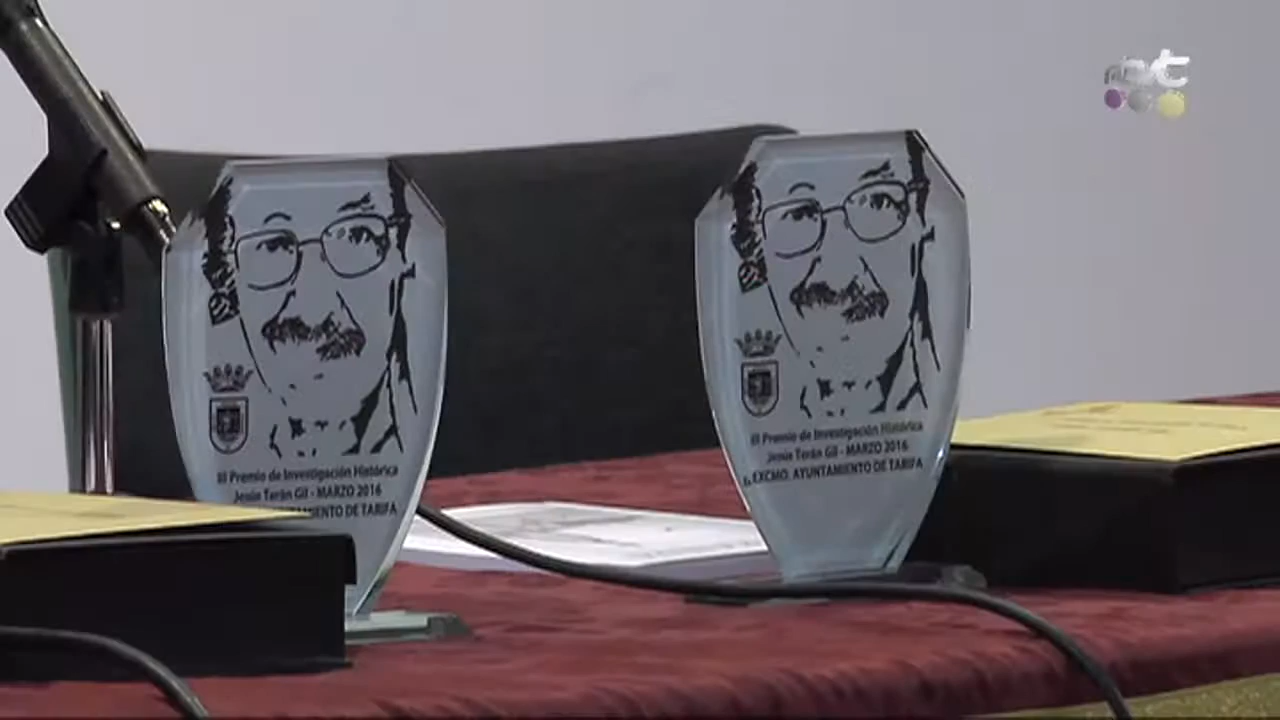 III Premio de Investigación Histórica
Jesús Terán Gil - MARZO 2016
AYUNTAMIENTO DE TARIFA
III Premio de Investigación Histórica
Jesús Terán Gil - MARZO 2016
EXCMO. AYUNTAMIENTO DE TARIFA